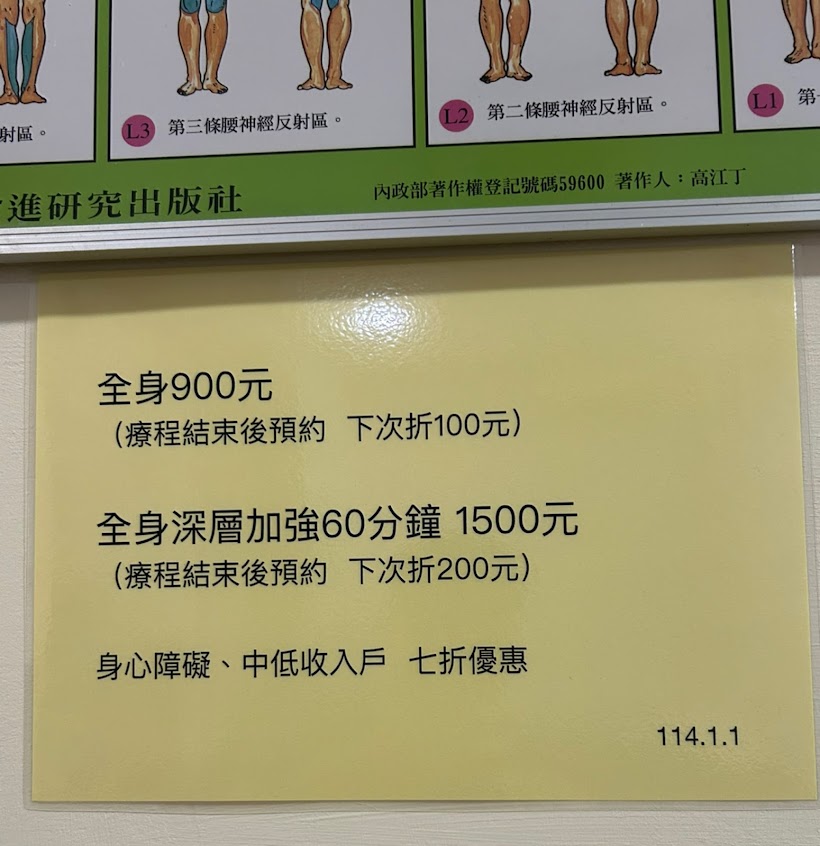 射區。
L3 第三條腰神經反射區。
L2 第二條腰神經反射區。
L1 第
進研究出版社
內政部著作權登記號碼59600 著作人：高江丁
全身900元
（療程結束後預約 下次折100元）
全身深層加強60分鐘 1500元
（療程結束後預約 下次折200元）
身心障礙、中低收入戶 七折優惠
114.1.1